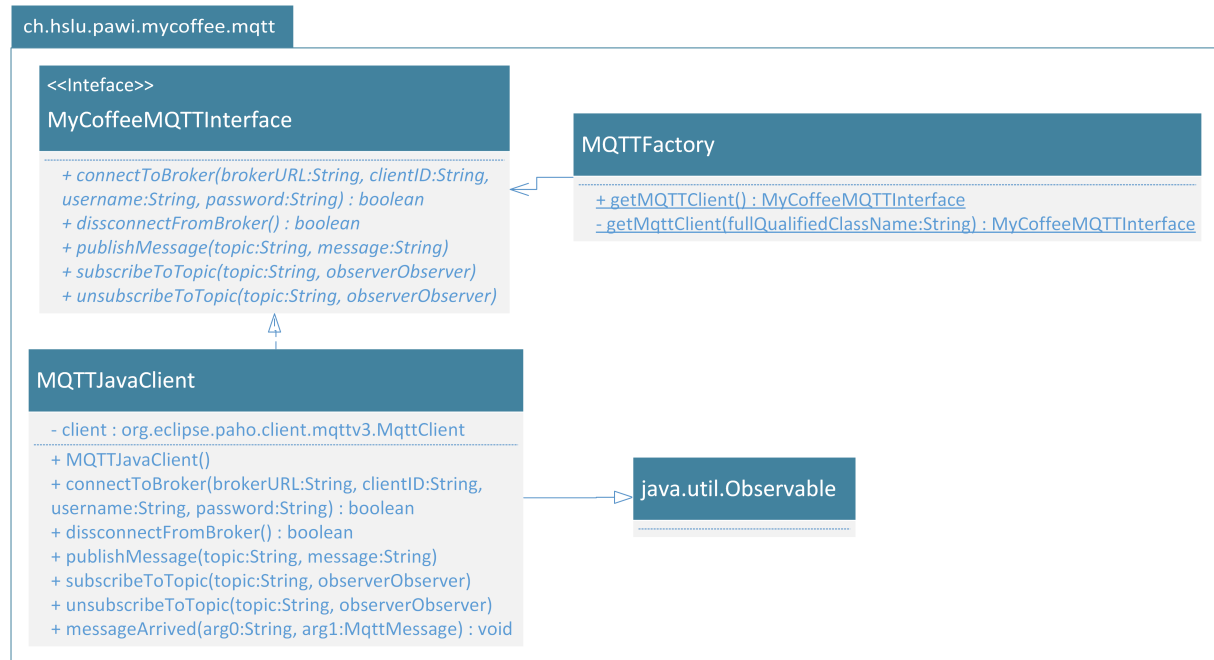 ch.hslu.pawi.mycoffee.mqtt
<<Inteface>>
MyCoffeeMQTTInterface
+ connectToBroker(brokerURL:String, clientID:String,
username:String, password:String) : boolean
+ dissconnectFromBroker() : boolean
+ publishMessage(topic:String, message:String)
+ subscribeToTopic(topic:String, observerObserver)
+ unsubscribeToTopic(topic:String, observerObserver)
MQTTFactory
+ getMQTTClient() : MyCoffeeMQTTInterface
- getMqttClient(fullQualifiedClassName:String) : MyCoffeeMQTTInterface
MQTTJavaClient
- client : org.eclipse.paho.client.mqttv3.MqttClient
+ MQTTJavaClient()
+ connectToBroker(brokerURL:String, clientID:String,
username:String, password:String) : boolean
+ dissconnectFromBroker() : boolean
+ publishMessage(topic:String, message:String)
+ subscribeToTopic(topic:String, observerObserver)
+ unsubscribeToTopic(topic:String, observerObserver)
+ messageArrived(arg0:String, arg1:MqttMessage) : void
java.util.Observable